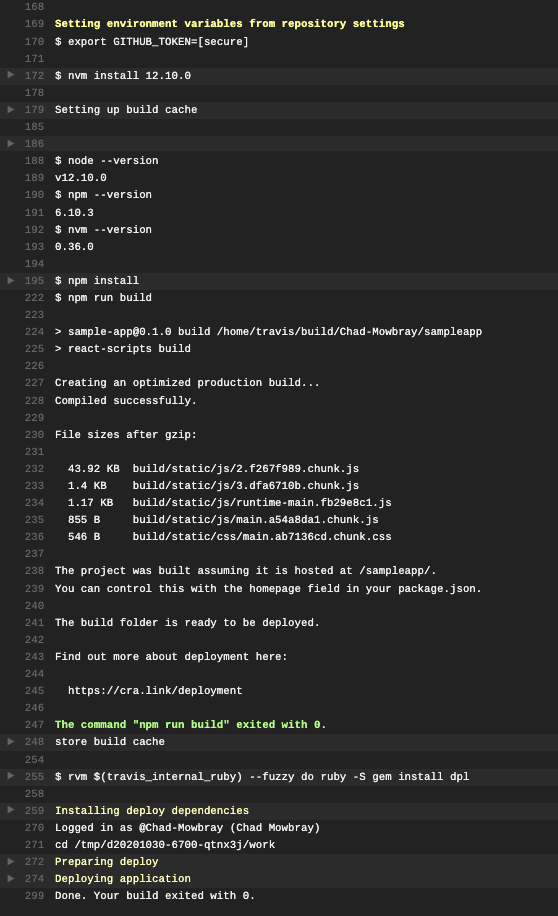 168
169 Setting environment variables from repository settings
170 $ export GITHUB_TOKEN=[secure]
171
172 $ nvm install 12.10.0
178
179 Setting up build cache
185
186
188 $ node --version
189 v12.10.0
190 $ npm --version
191 6.10.3
192 $ nvm --version
193 0.36.0
194
195 $ npm install
222 $ npm run build
223
224 > sample-app@0.1.0 build /home/travis/build/Chad-Mowbray/sampleapp
225 > react-scripts build
226
227 Creating an optimized production build...
228 Compiled successfully.
229
230 File sizes after gzip:
231
232   43.92 KB  build/static/js/2.f267f989.chunk.js
233   1.4 KB    build/static/js/3.dfa6710b.chunk.js
234   1.17 KB   build/static/js/runtime-main.fb29e8c1.js
235   855 B     build/static/js/main.a54a8da1.chunk.js
236   546 B     build/static/css/main.ab7136cd.chunk.css
237
238 The project was built assuming it is hosted at /sampleapp/.
239 You can control this with the homepage field in your package.json.
240
241 The build folder is ready to be deployed.
242
243 Find out more about deployment here:
244
245   https://cra.link/deployment
246
247 The command "npm run build" exited with 0.
248 store build cache
254
255 $ rvm $(travis_internal_ruby) --fuzzy do ruby -S gem install dpl
258
259 Installing deploy dependencies
270 Logged in as @Chad-Mowbray (Chad Mowbray)
271 cd /tmp/d20201030-6700-qtnx3j/work
272 Preparing deploy
274 Deploying application
299 Done. Your build exited with 0.